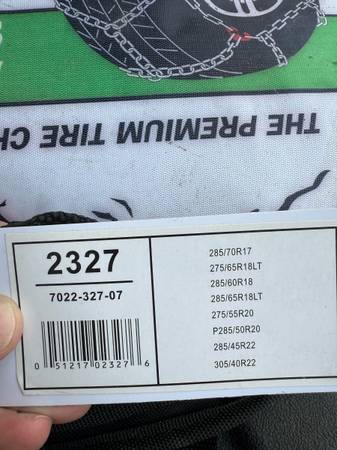 THE PREMIUM TIRE CH
2327
7022-327-07
0 51217 02327 6
285/70R17
275/65R18LT
285/60R18
285/65R18LT
275/55R20
P285/50R20
285/45R22
305/40R22